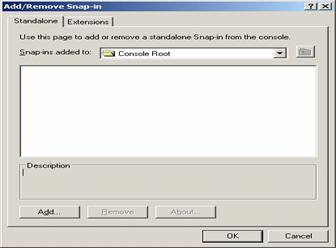 Add/Remove Snap-in
Standalone
Extensions
Use this page to add or remove a standalone Snap-in from the console.
Snap-ins added to:
Console Root
Description
Add...
Remove
About...
OK
Cancel